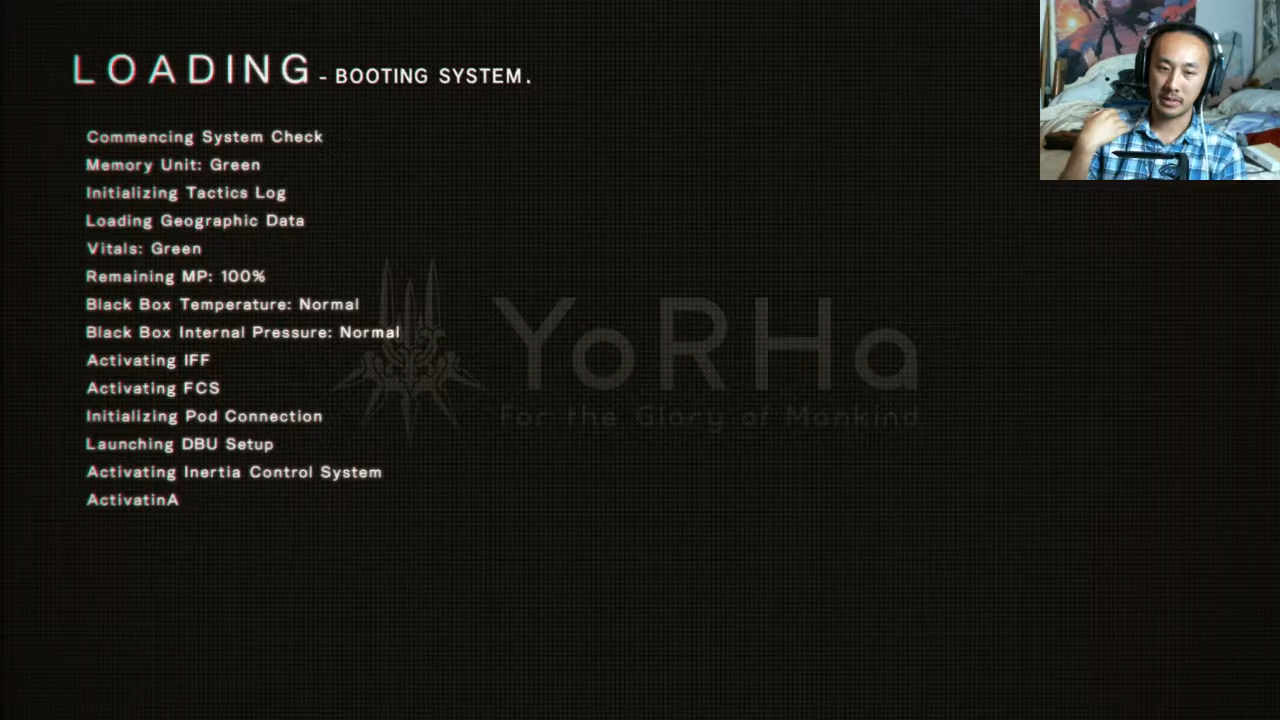 LOADING - BOOTING SYSTEM.
Commencing System Check
Memory Unit: Green
Initializing Tactics Log
Loading Geographic Data
Vitals: Green
Remaining MP: 100%
Black Box Temperature: Normal
Black Box Internal Pressure: Normal
Activating IFF
Activating FCS
Initializing Pod Connection
Launching DBU Setup
Activating Inertia Control System
ActivatinA
YoRHa
For the Glory of Mankind